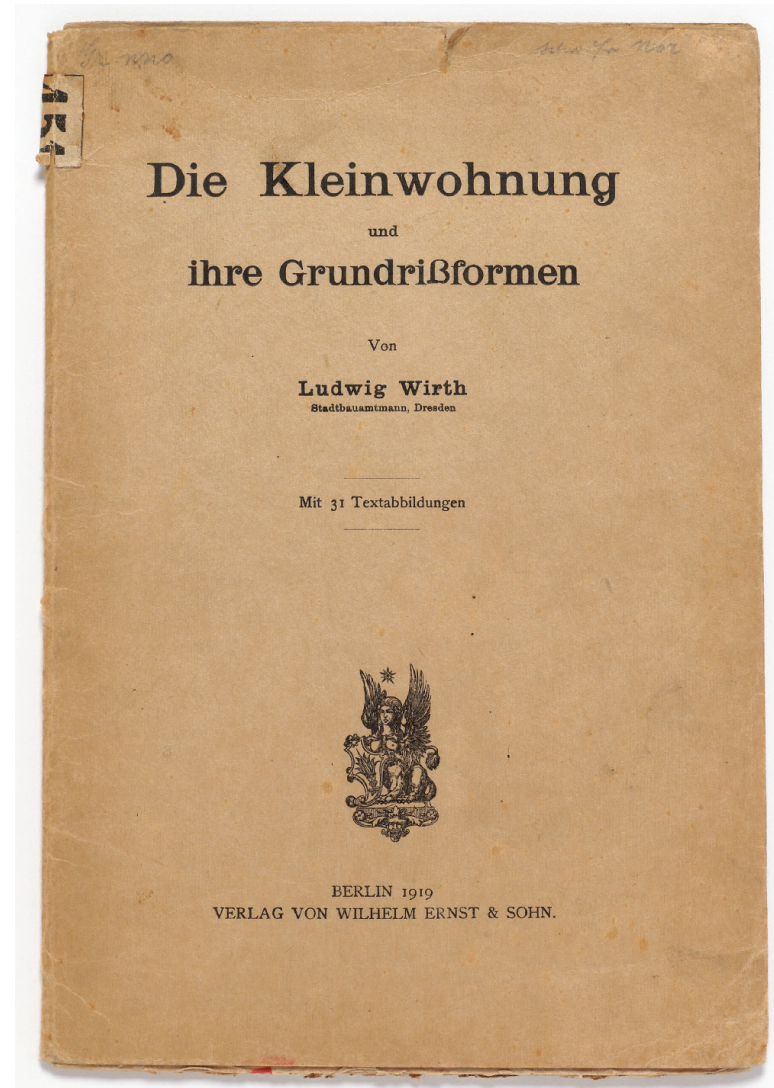 Die Kleinwohnung
und
ihre Grundrißformen
Von
Ludwig Wirth
Stadtbauamtmann, Dresden
Mit 31 Textabbildungen
BERLIN 1919
VERLAG VON WILHELM ERNST & SOHN.